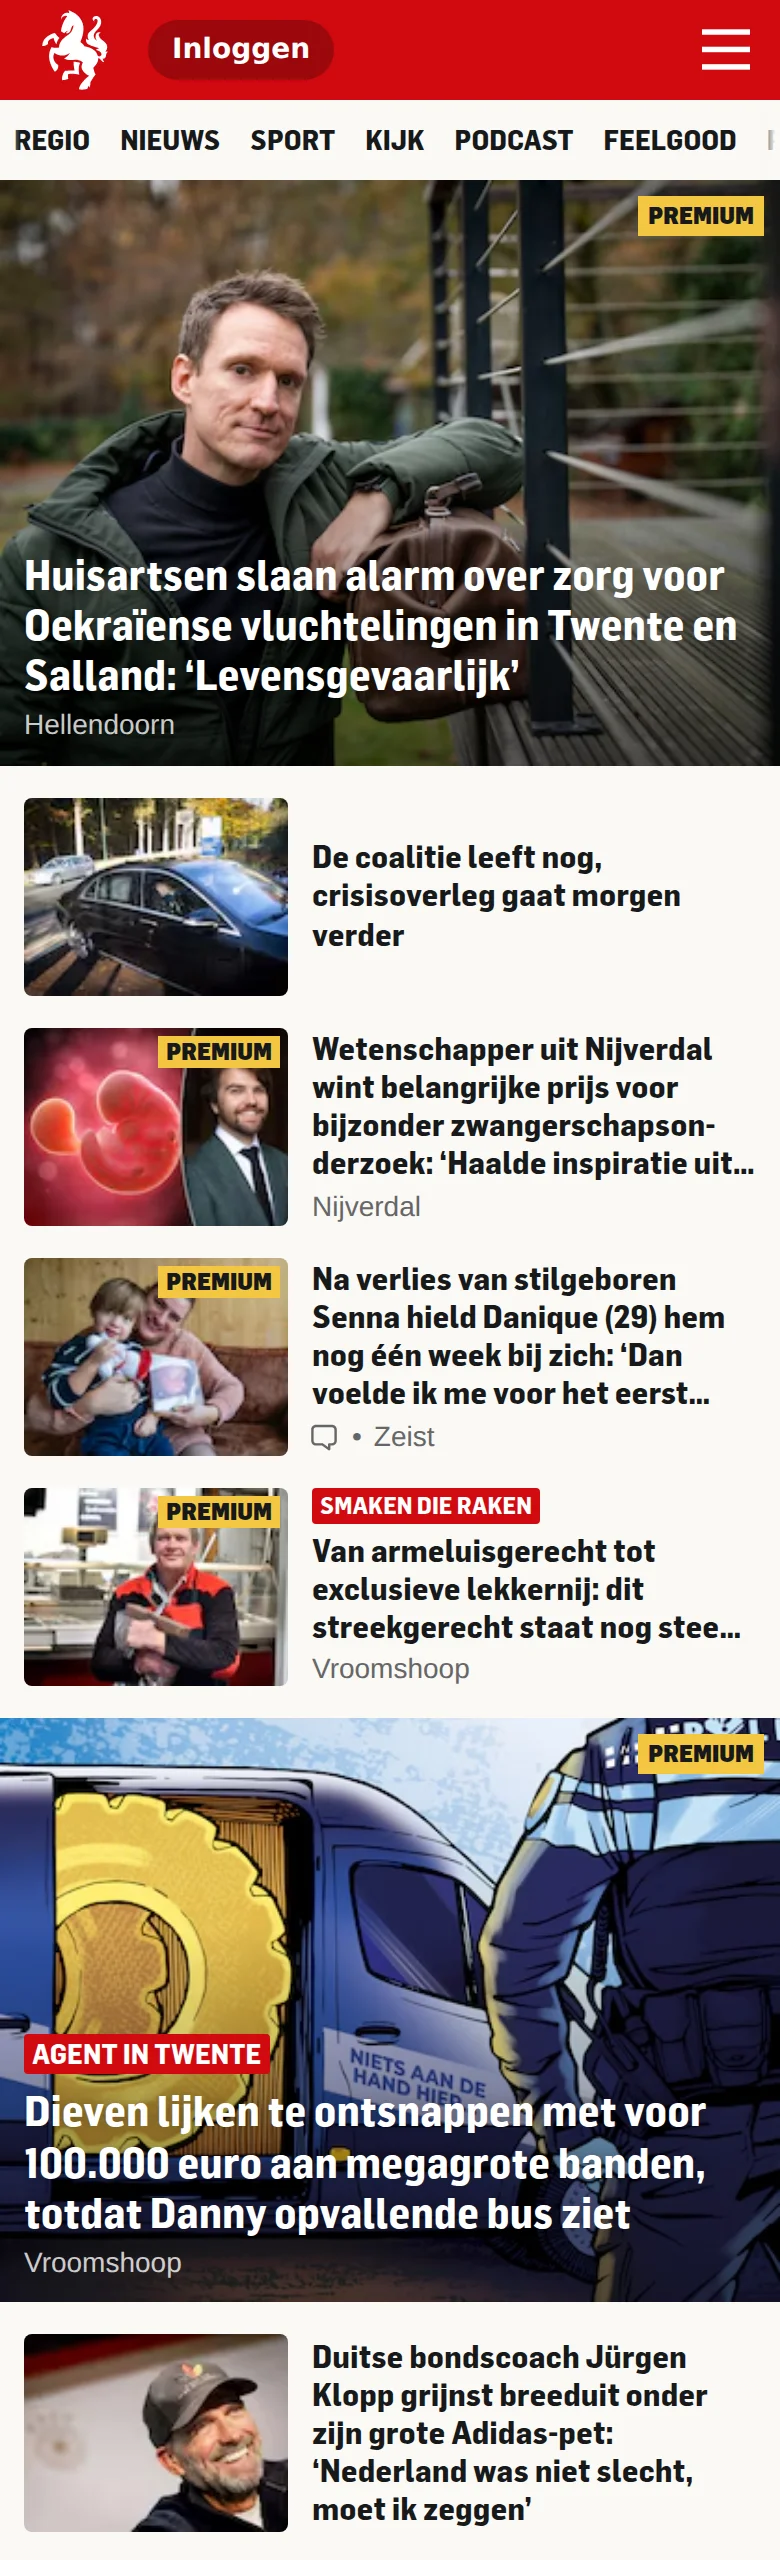 Inloggen
REGIO NIEUWS SPORT KIJK PODCAST FEELGOOD
PREMIUM
Huisartsen slaan alarm over zorg voor
Oekraïense vluchtelingen in Twente en
Salland: ‘Levensgevaarlijk’
Hellendoorn
De coalitie leeft nog,
crisisoverleg gaat morgen
verder
PREMIUM
Wetenschapper uit Nijverdal
wint belangrijke prijs voor
bijzonder zwangerschapson-
derzoek: ‘Haalde inspiratie uit...
Nijverdal
PREMIUM
Na verlies van stilgeboren
Senna hield Danique (29) hem
nog één week bij zich: ‘Dan
voelde ik me voor het eerst...
• Zeist
PREMIUM
SMAKEN DIE RAKEN
Van armeluisgerecht tot
exclusieve lekkernij: dit
streekgerecht staat nog stee...
Vroomshoop
PREMIUM
NIETS AAN DE
HAND HIER
AGENT IN TWENTE
Dieven lijken te ontsnappen met voor
100.000 euro aan megagrote banden,
totdat Danny opvallende bus ziet
Vroomshoop
Duitse bondscoach Jürgen
Klopp grijnst breeduit onder
zijn grote Adidas-pet:
‘Nederland was niet slecht,
moet ik zeggen’